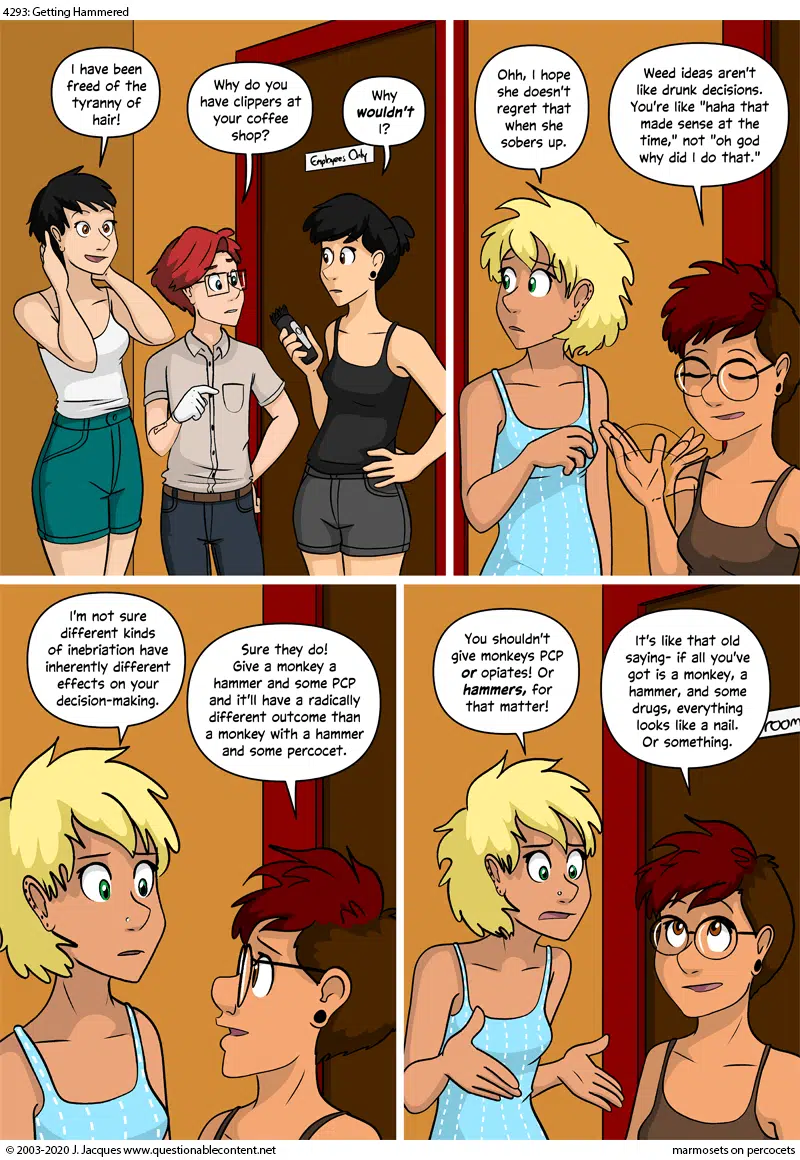 4293: Getting Hammered
I have been
freed of the
tyranny of
hair!
Why do you
have clippers at
your coffee
shop?
Why
wouldn't
I?
Employees Only
Ohh, I hope
she doesn't
regret that
when she
sobers up.
Weed ideas aren't
like drunk decisions.
You're like "haha that
made sense at the
time," not "oh god
why did I do that."
I'm not sure
different kinds
of inebriation have
inherently different
effects on your
decision-making.
Sure they do!
Give a monkey a
hammer and some PCP
and it'll have a radically
different outcome than
a monkey with a hammer
and some percocet.
You shouldn't
give monkeys PCP
or opiates! Or
hammers, for
that matter!
It's like that old
saying- if all you've
got is a monkey, a
hammer, and some
drugs, everything
looks like a nail.
Or something.
room
© 2003-2020 J. Jacques www.questionablecontent.net
marmosets on percocets